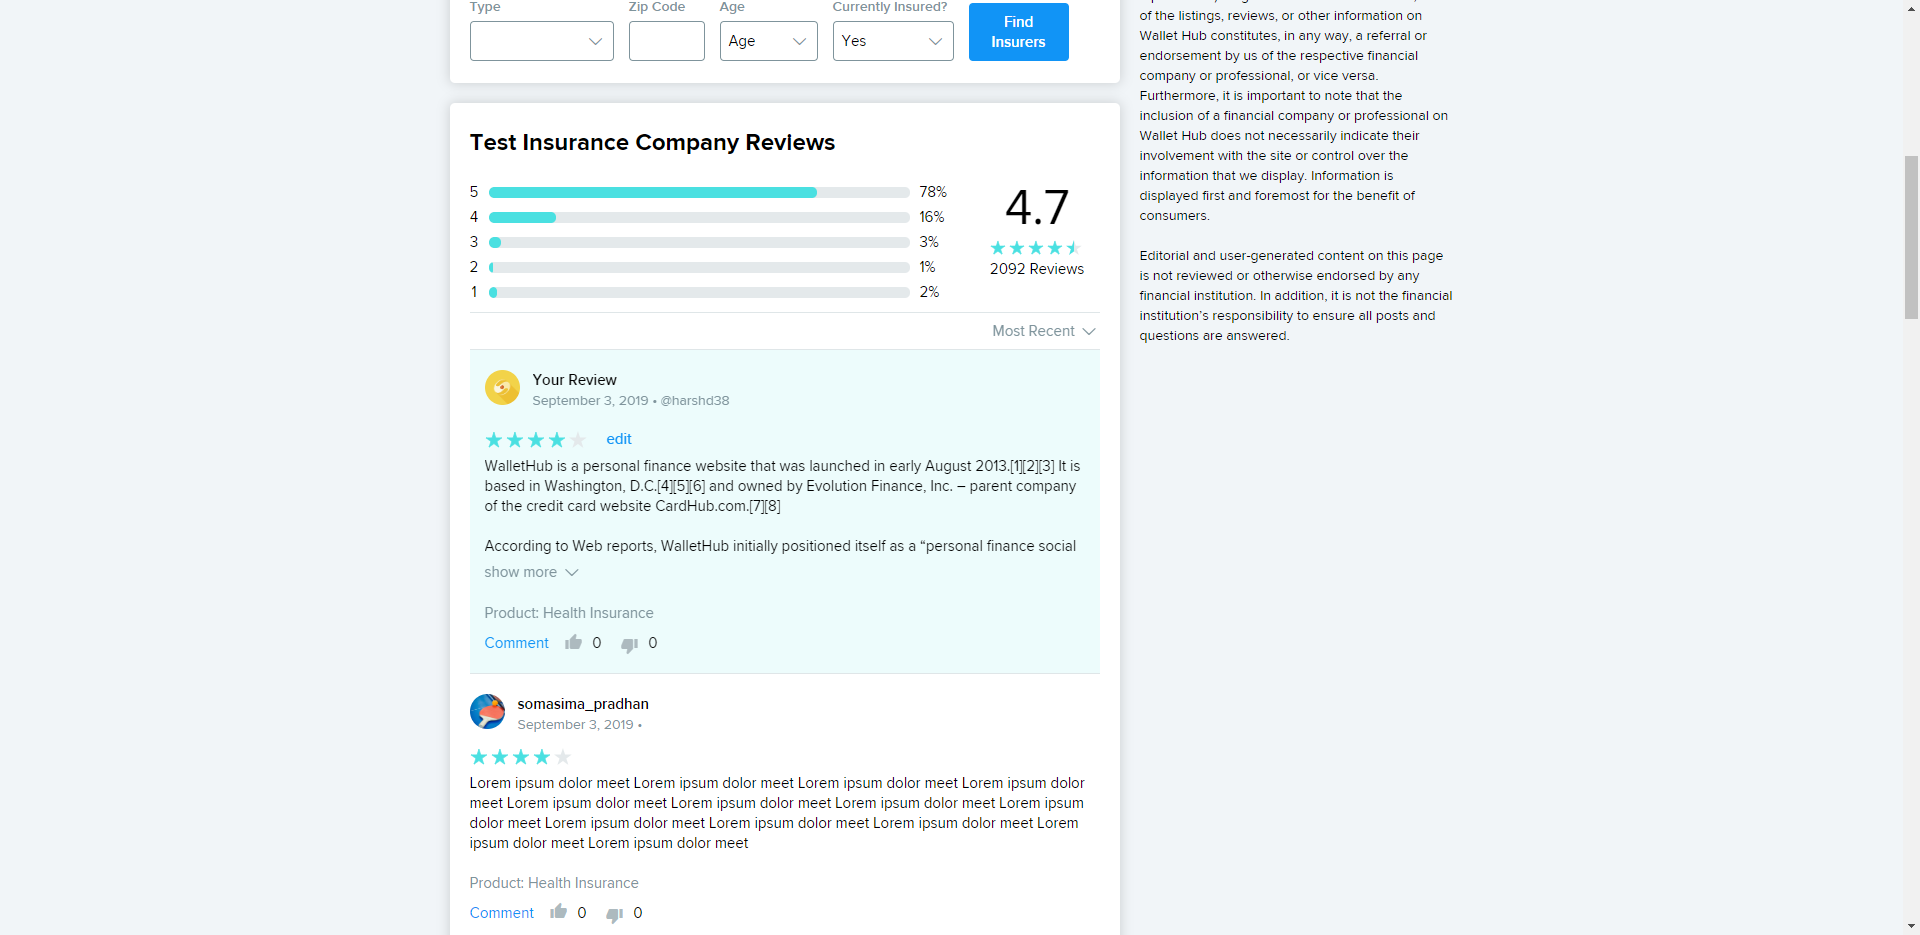 Type
Zip Code
Age
Currently Insured?
Age
Yes
Find
Insurers
Test Insurance Company Reviews
5 78%
4 16%
3 3%
2 1%
1 2%
4.7
2092 Reviews
Most Recent
Your Review
September 3, 2019 • @harshd38
edit
WalletHub is a personal finance website that was launched in early August 2013.[1][2][3] It is
based in Washington, D.C.[4][5][6] and owned by Evolution Finance, Inc. – parent company
of the credit card website CardHub.com.[7][8]
According to Web reports, WalletHub initially positioned itself as a “personal finance social
show more
Product: Health Insurance
Comment 0 0
somasima_pradhan
September 3, 2019 •
Lorem ipsum dolor meet Lorem ipsum dolor meet Lorem ipsum dolor meet Lorem ipsum dolor
meet Lorem ipsum dolor meet Lorem ipsum dolor meet Lorem ipsum dolor meet Lorem ipsum
dolor meet Lorem ipsum dolor meet Lorem ipsum dolor meet Lorem ipsum dolor meet Lorem
ipsum dolor meet Lorem ipsum dolor meet
Product: Health Insurance
Comment 0 0
of the listings, reviews, or other information on
Wallet Hub constitutes, in any way, a referral or
endorsement by us of the respective financial
company or professional, or vice versa.
Furthermore, it is important to note that the
inclusion of a financial company or professional on
Wallet Hub does not necessarily indicate their
involvement with the site or control over the
information that we display. Information is
displayed first and foremost for the benefit of
consumers.
Editorial and user-generated content on this page
is not reviewed or otherwise endorsed by any
financial institution. In addition, it is not the financial
institution’s responsibility to ensure all posts and
questions are answered.